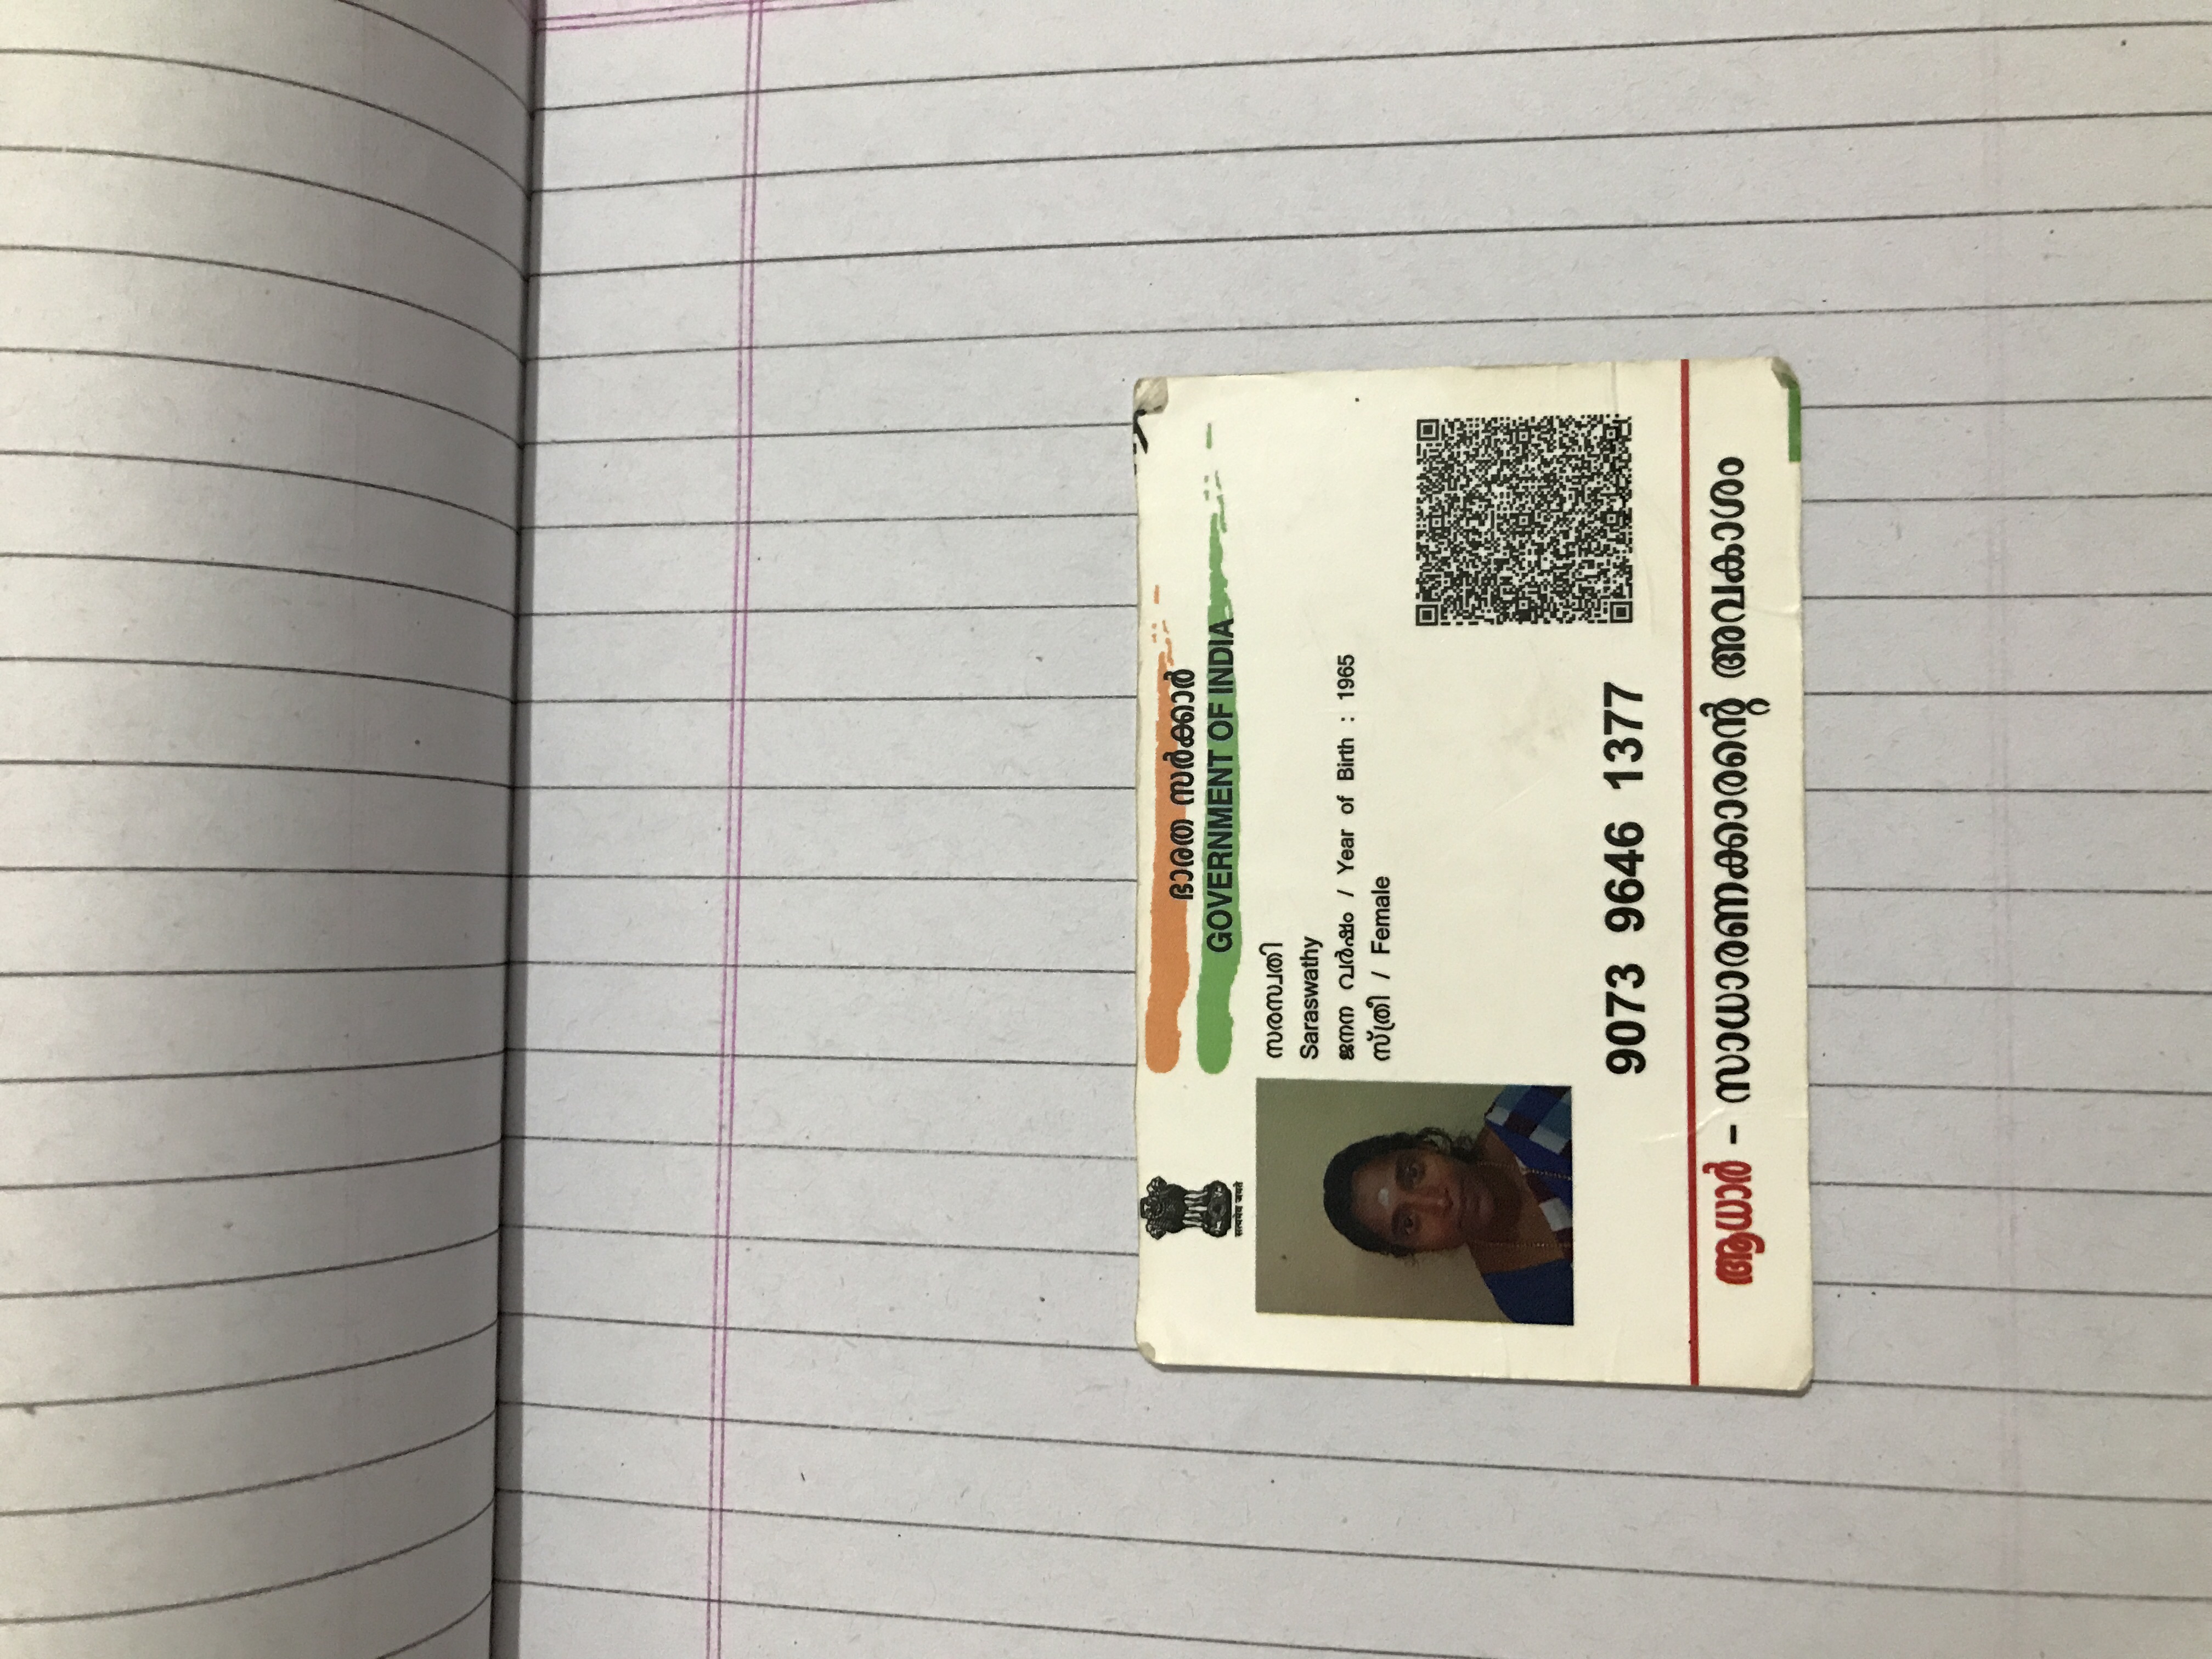 सत्यमेव जयते
ഭാരത സർക്കാർ
GOVERNMENT OF INDIA
സരസ്വതി
Saraswathy
ജനന വർഷം / Year of Birth : 1965
സ്ത്രീ / Female
9073 9646 1377
ആധാർ - സാധാരണക്കാരന്റെ അവകാശം